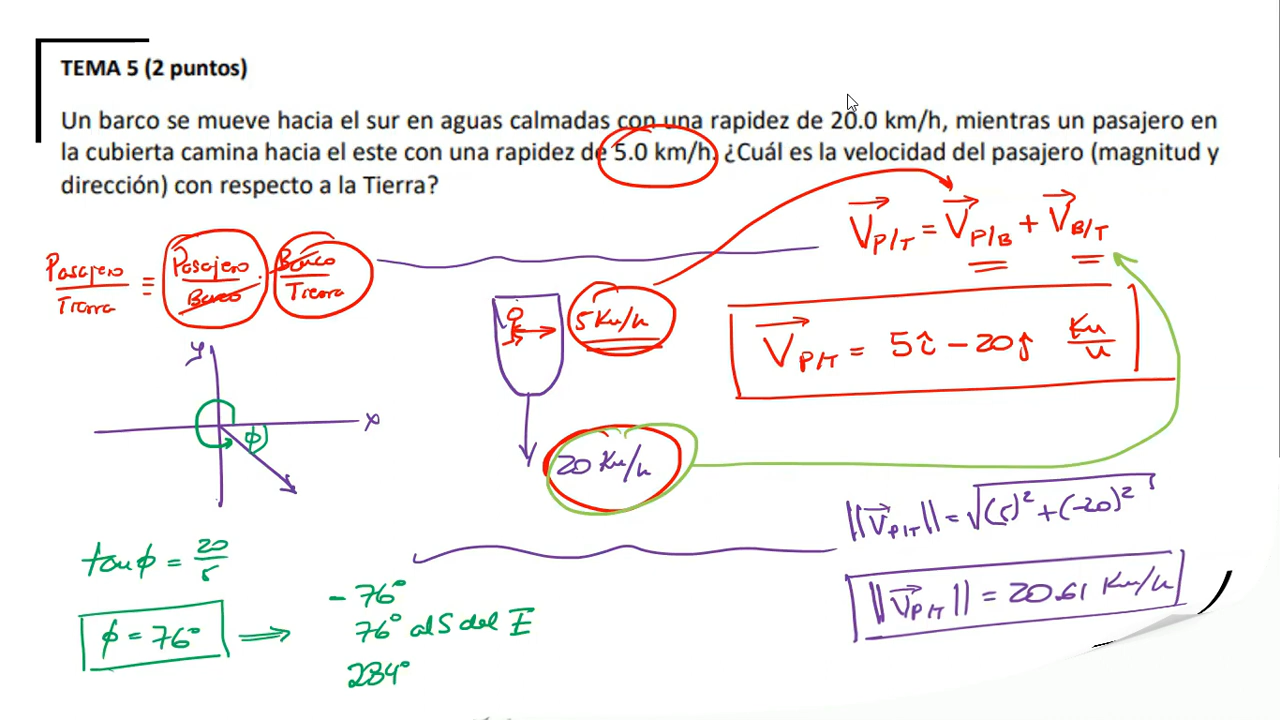 TEMA 5 (2 puntos)
Un barco se mueve hacia el sur en aguas calmadas con una rapidez de 20.0 km/h, mientras un pasajero en
la cubierta camina hacia el este con una rapidez de 5.0 km/h. ¿Cuál es la velocidad del pasajero (magnitud y
dirección) con respecto a la Tierra?
V⃗ P/T = V⃗ P/B + V⃗ B/T
Pasajero/Tierra ≡ Pasajero/Barco · Barco/Tierra
5 Km/h
V⃗ P/T = 5î - 20ĵ Km/h
y
x
ϕ
20 Km/h
||V⃗ P/T|| = √(5)² + (-20)²
tan ϕ = 20/5
||V⃗ P/T|| = 20.61 Km/h
ϕ = 76° ⇒
- 76°
76° al S del E
284°